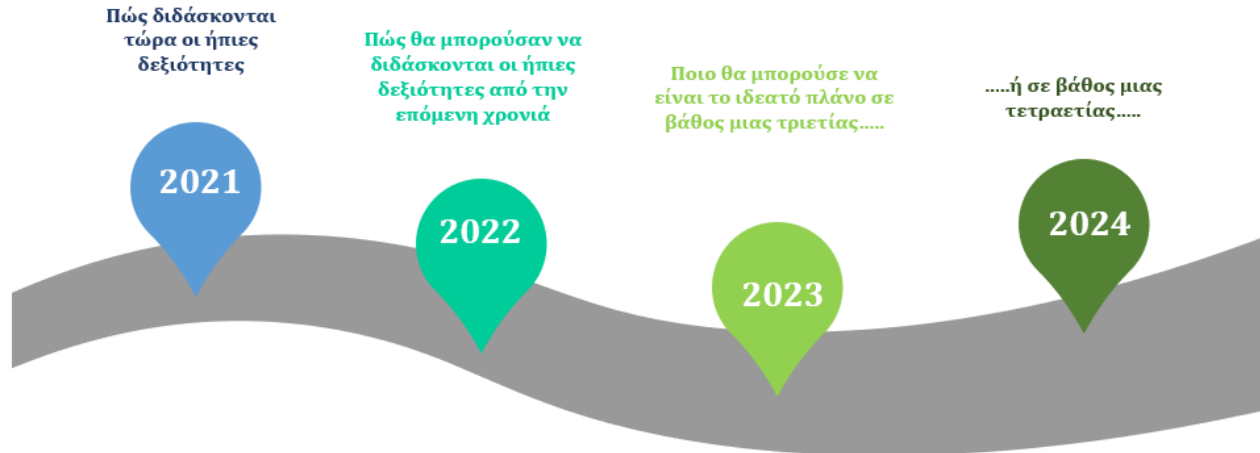 Πώς διδάσκονται
τώρα οι ήπιες
δεξιότητες
2021
Πώς θα μπορούσαν να
διδάσκονται οι ήπιες
δεξιότητες από την
επόμενη χρονιά
2022
Ποιο θα μπορούσε να
είναι το ιδεατό πλάνο σε
βάθος μιας τριετίας.....
2023
.....ή σε βάθος μιας
τετραετίας.....
2024